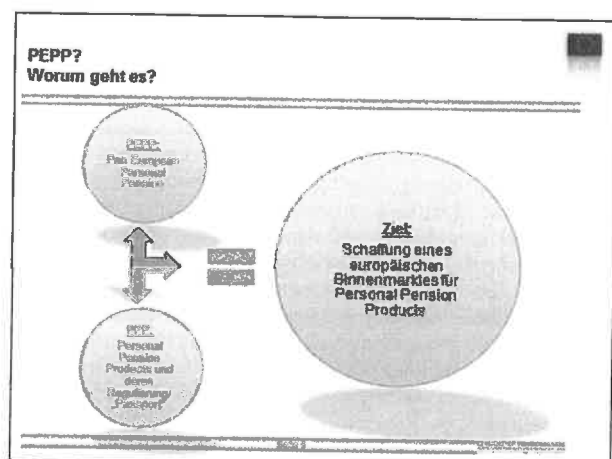 PEPP?
Worum geht es?
PEPP:
Pan European
Personal
Pension
Ziel:
Schaffung eines
europäischen
Binnenmarktes für
Personal Pension
Products
PPP:
Personal
Pension
Products und
deren
Regulierung/
„Passport“